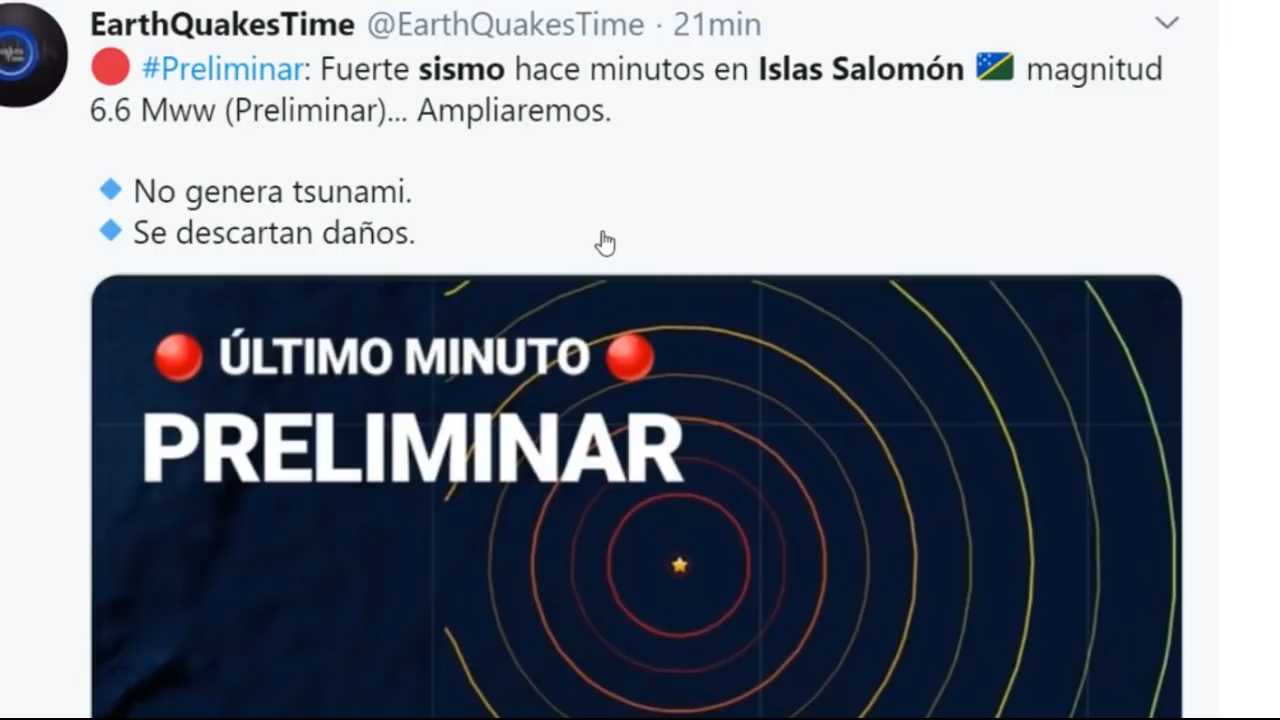 EarthQuakesTime @EarthQuakesTime · 21min
🔴 #Preliminar: Fuerte sismo hace minutos en Islas Salomón 🇸🇧 magnitud
6.6 Mww (Preliminar)... Ampliaremos.
🔹 No genera tsunami.
🔹 Se descartan daños.
🔴 ÚLTIMO MINUTO 🔴
PRELIMINAR